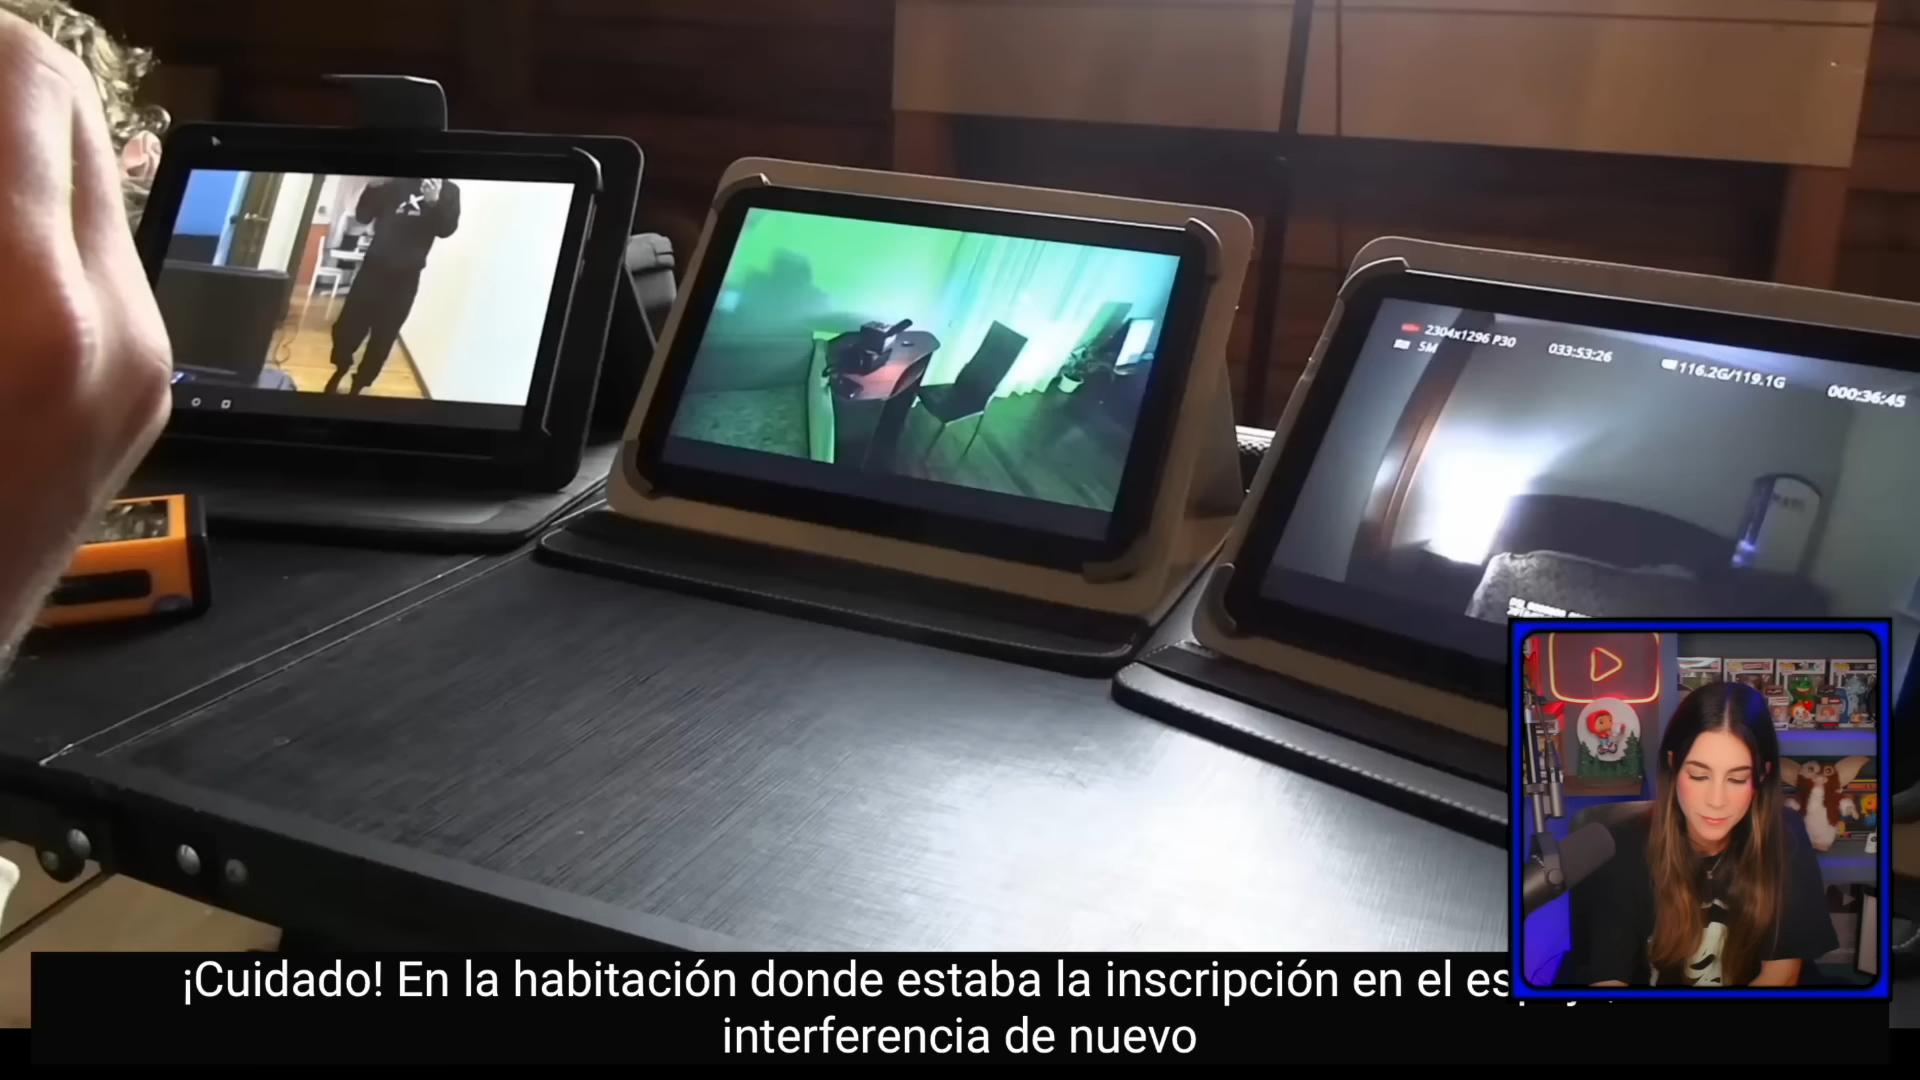 2304x1296 P30
033:53:26
116.2G/119.1G
000:36:45
5M
¡Cuidado! En la habitación donde estaba la inscripción en el
interferencia de nuevo